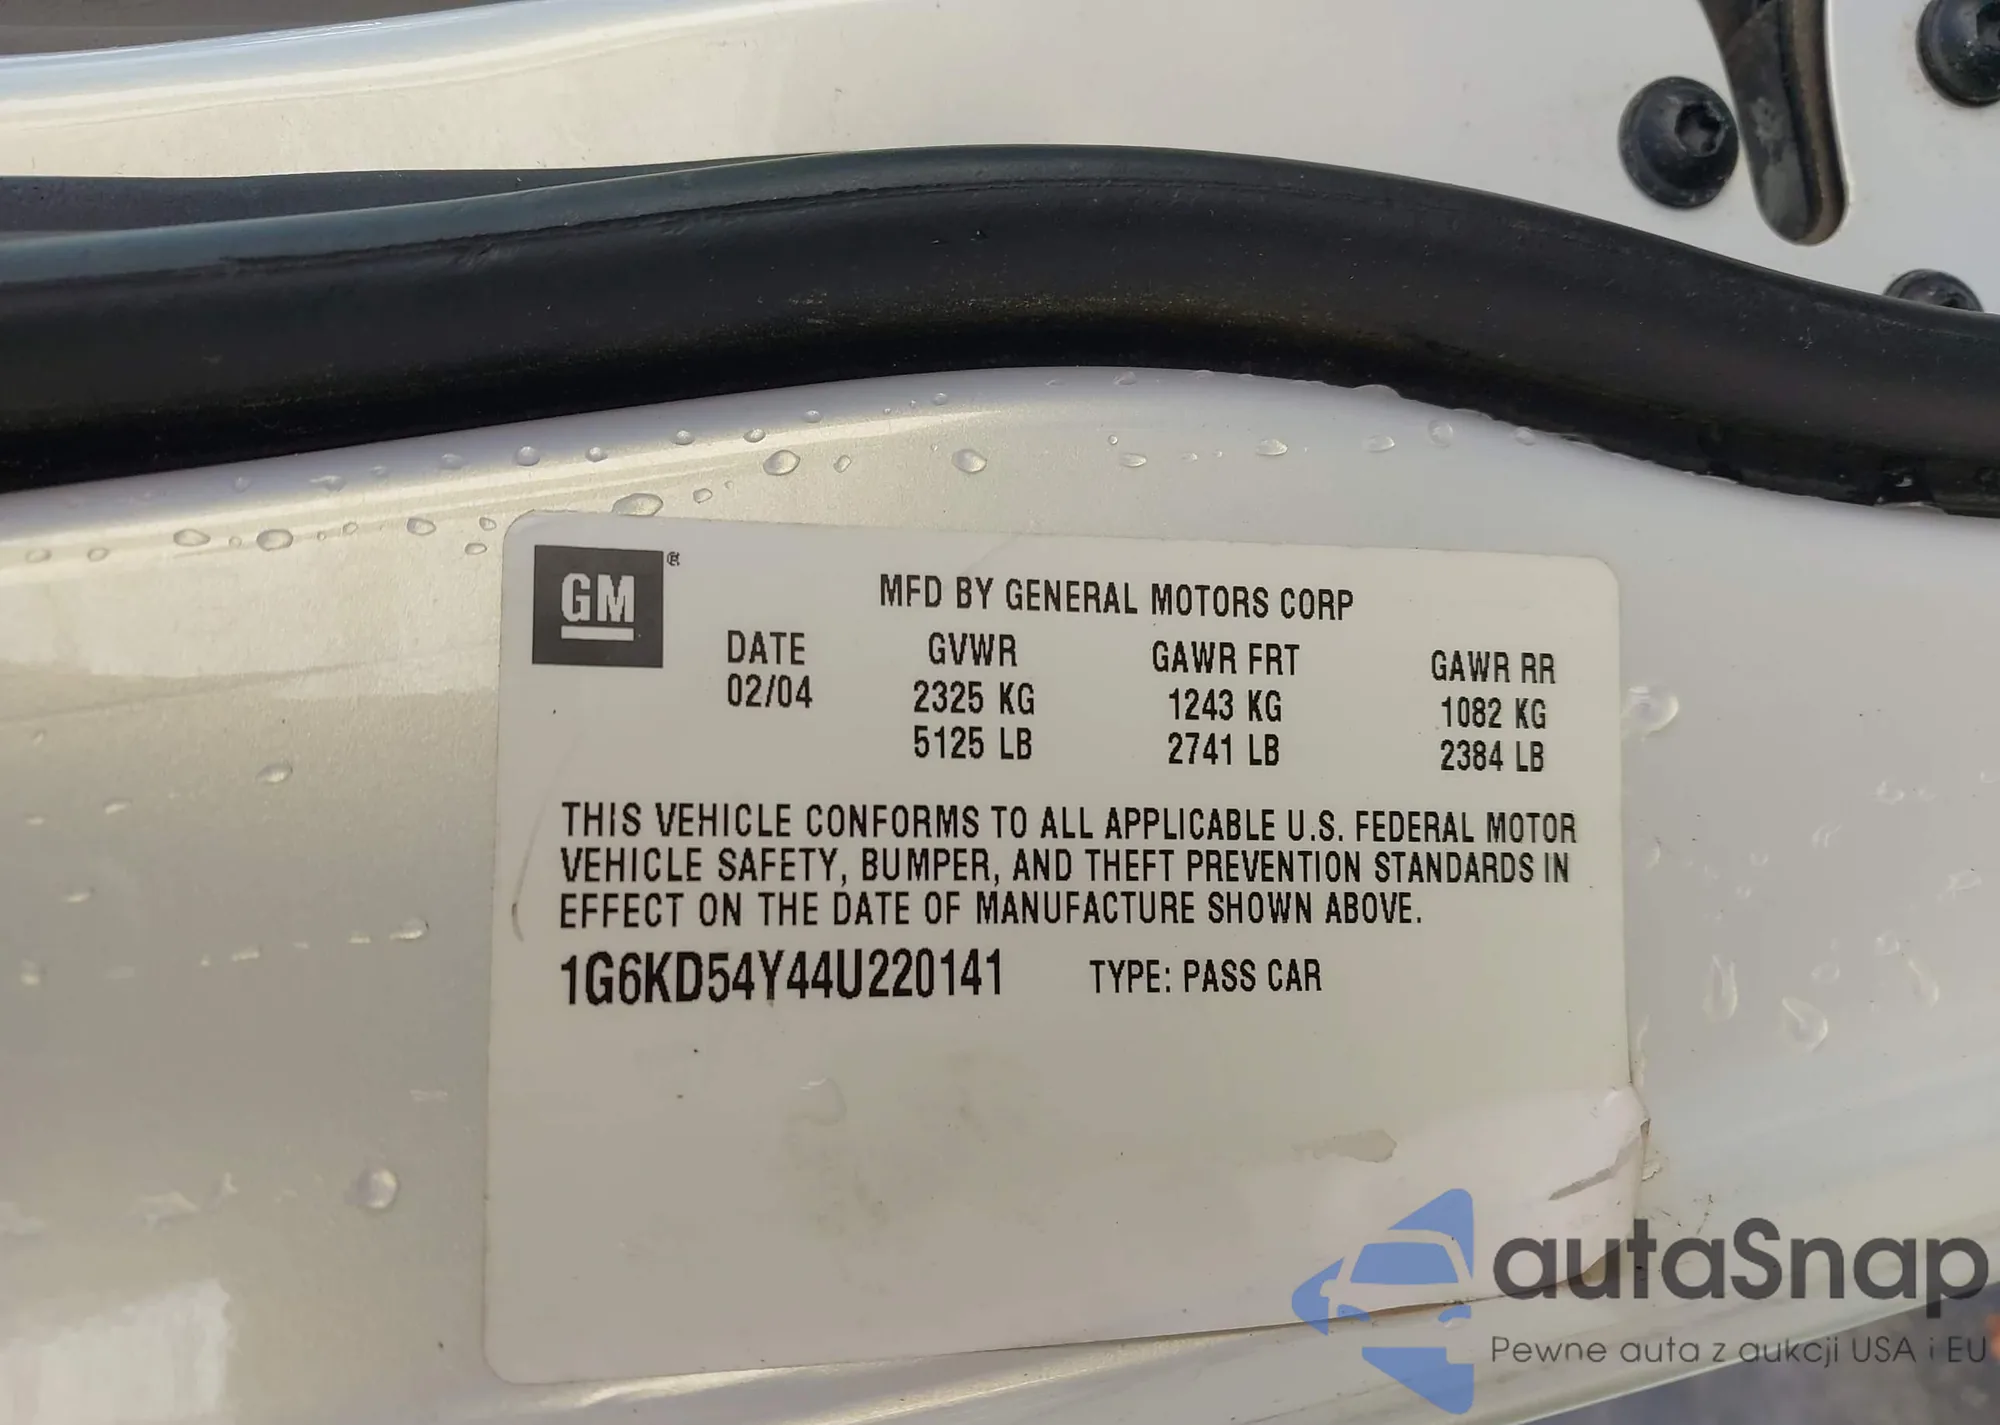 GM®
MFD BY GENERAL MOTORS CORP
DATE GVWR GAWR FRT GAWR RR
02/04 2325 KG 1243 KG 1082 KG
5125 LB 2741 LB 2384 LB
THIS VEHICLE CONFORMS TO ALL APPLICABLE U.S. FEDERAL MOTOR
VEHICLE SAFETY, BUMPER, AND THEFT PREVENTION STANDARDS IN
EFFECT ON THE DATE OF MANUFACTURE SHOWN ABOVE.
1G6KD54Y44U220141 TYPE: PASS CAR
autaSnap
Pewne auta z aukcji USA i EU